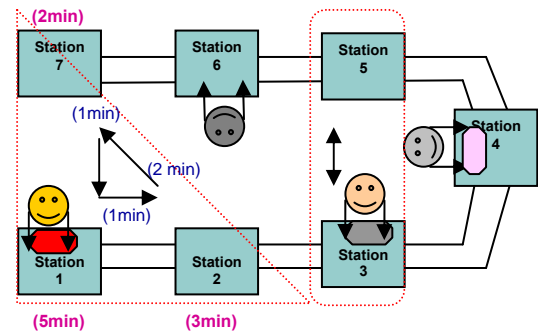 (2min)
Station
7
Station
6
Station
5
Station
4
(1min)
(2 min)
(1min)
Station
1
Station
2
Station
3
(5min)
(3min)